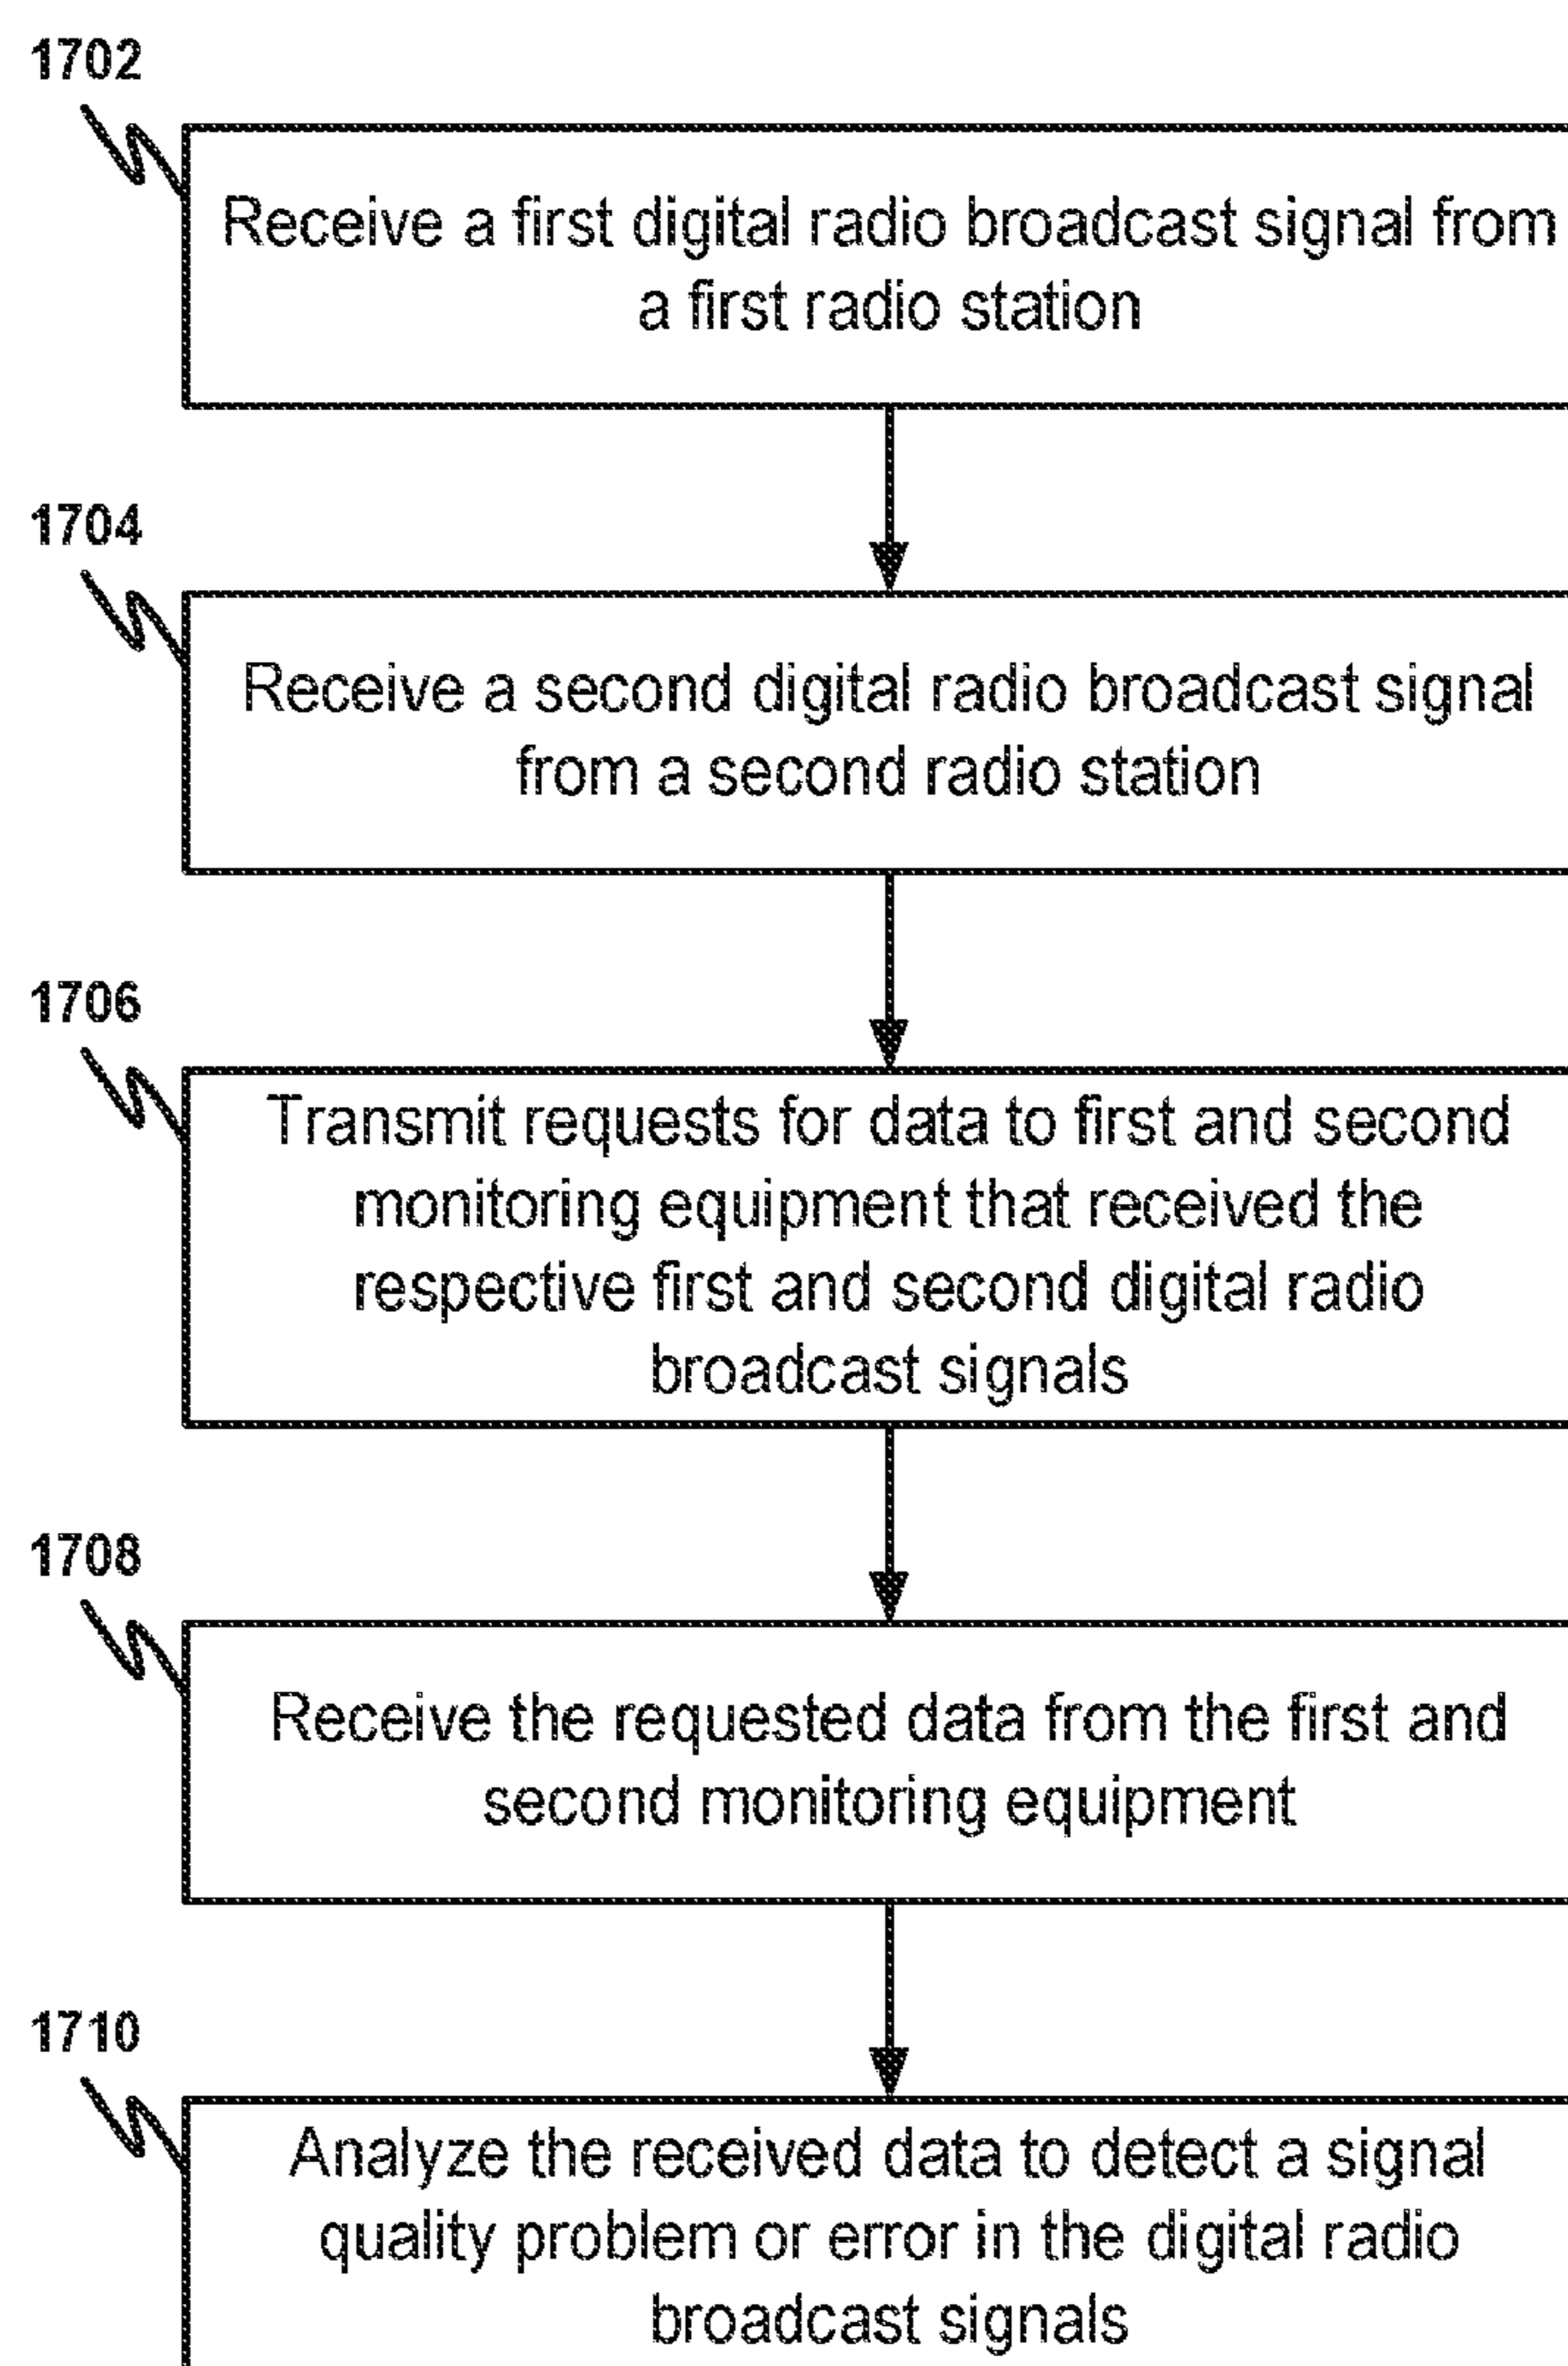 1702
Receive a first digital radio broadcast signal from
a first radio station
1704
Receive a second digital radio broadcast signal
from a second radio station
1706
Transmit requests for data to first and second
monitoring equipment that received the
respective first and second digital radio
broadcast signals
1708
Receive the requested data from the first and
second monitoring equipment
1710
Analyze the received data to detect a signal
quality problem or error in the digital radio
broadcast signals